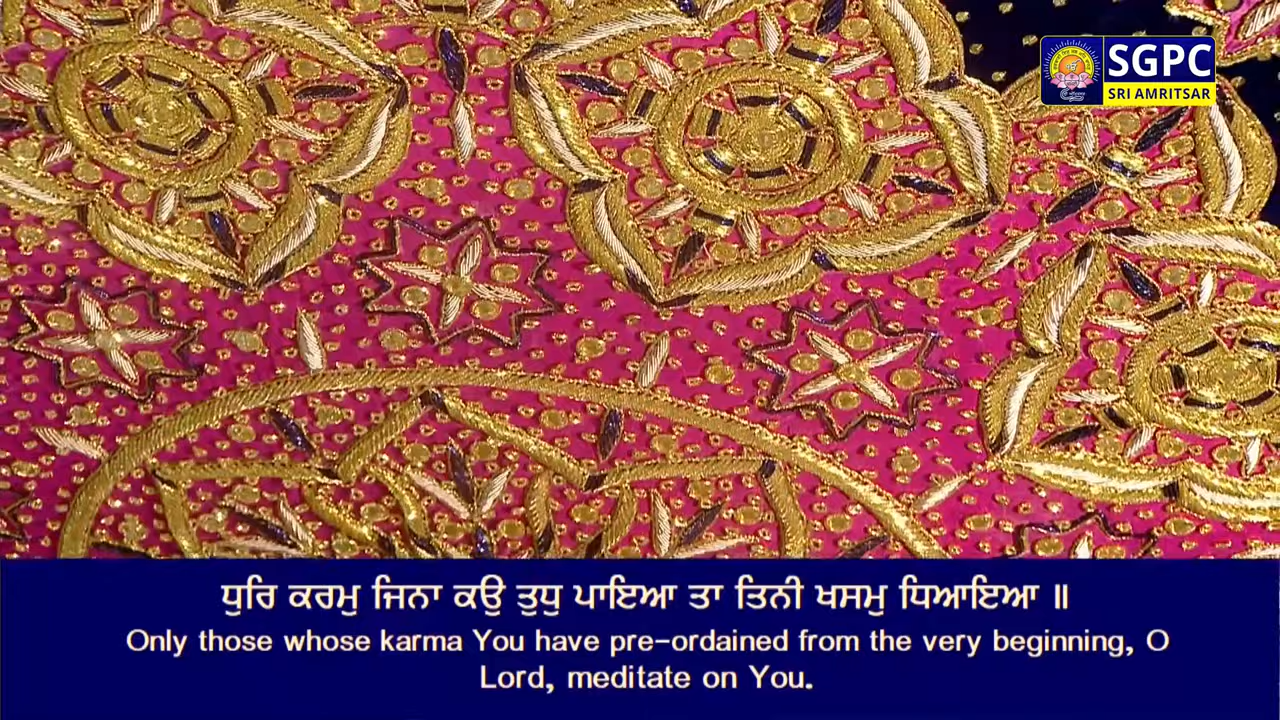 SGPC
SRI AMRITSAR
ਧੁਰਿ ਕਰਮੁ ਜਿਨਾ ਕਉ ਤੁਧੁ ਪਾਇਆ ਤਾ ਤਿਨੀ ਖਸਮੁ ਧਿਆਇਆ ॥
Only those whose karma You have pre-ordained from the very beginning, O
Lord, meditate on You.